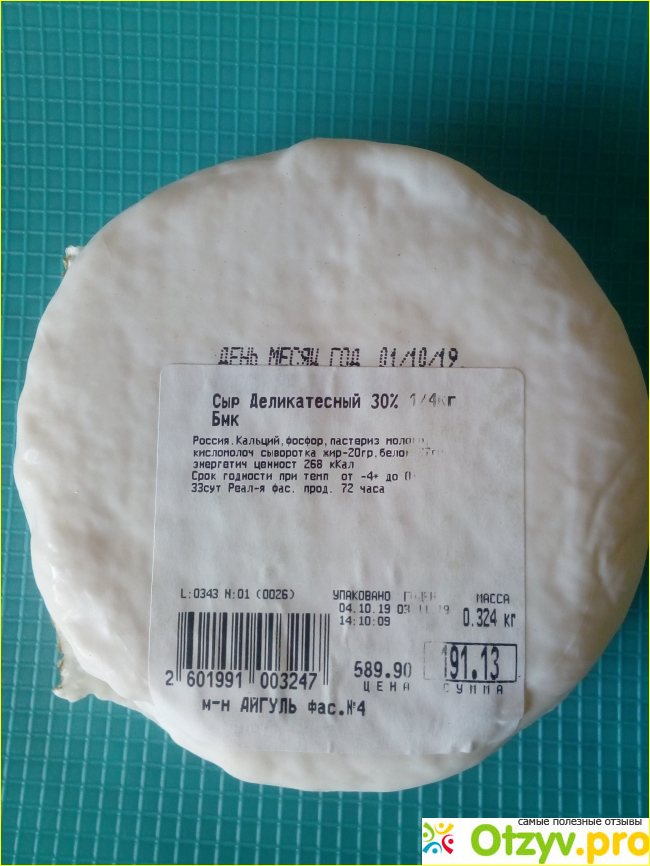 ДЕНЬ МЕСЯЦ ГОД 01/10/19.
Сыр Деликатесный 30% 1/4кг
Бмк
Россия.Кальций,фосфор,пастериз
кисломолоч сыворотка жир-20гр,
энергетич ценност 268 кКал
Срок годности при темп от -4+ до
33сут Реал-я фас. прод. 72 часа
L:0343 N:01 (0026)
УПАКОВАНО МАССА
04.10.19
14:10:09
0.324 кг
2 601991 003247
589.90
ЦЕНА
191.13
СУММА
м-н АЙГУЛЬ фас.№4
самые полезные отзывы
Otzyv.pro